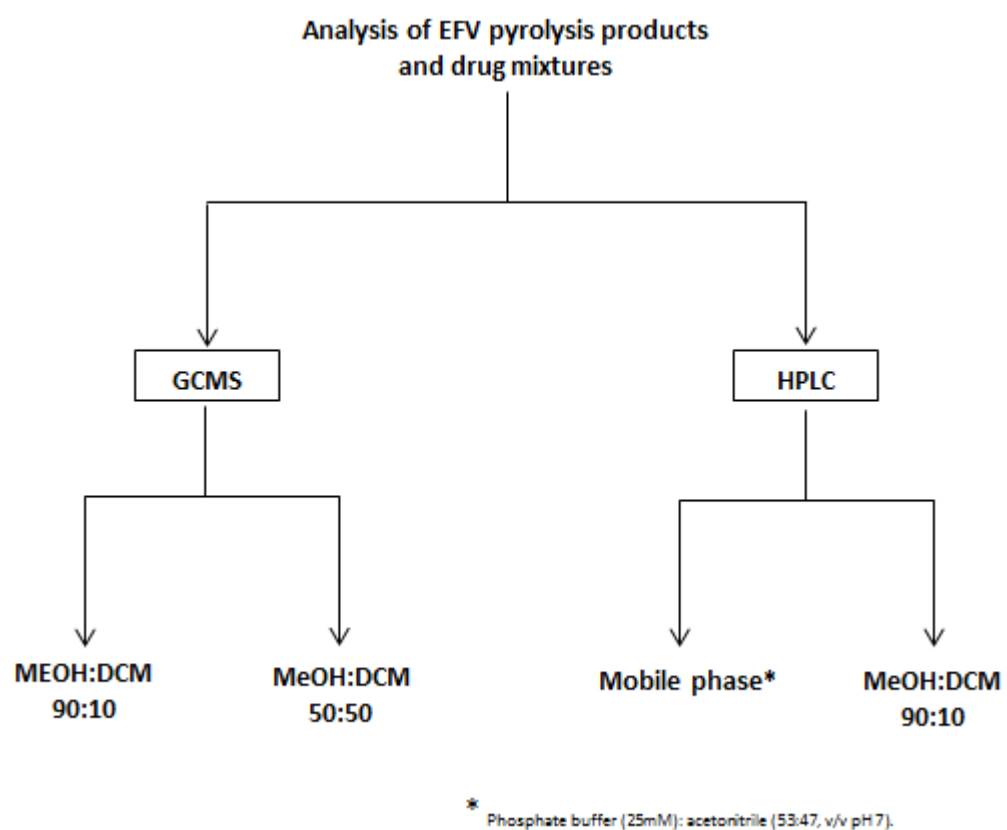 Analysis of EFV pyrolysis products
and drug mixtures
GCMS
HPLC
MEOH:DCM
90:10
MeOH:DCM
50:50
Mobile phase*
MeOH:DCM
90:10
* Phosphate buffer (25mM): acetonitrile (53:47, v/v pH 7).